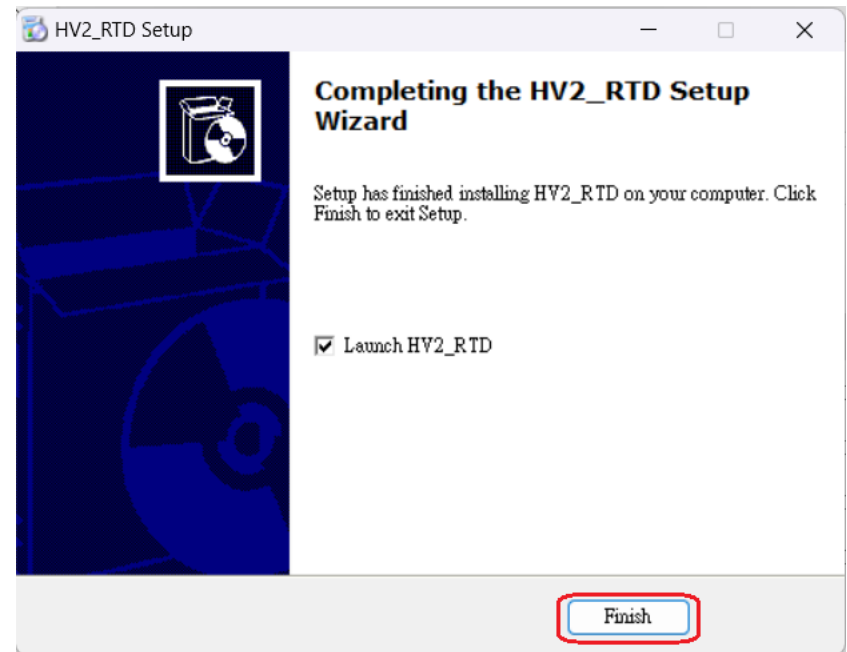 HV2_RTD Setup
Completing the HV2_RTD Setup
Wizard
Setup has finished installing HV2_RTD on your computer. Click
Finish to exit Setup.
Launch HV2_RTD
Finish